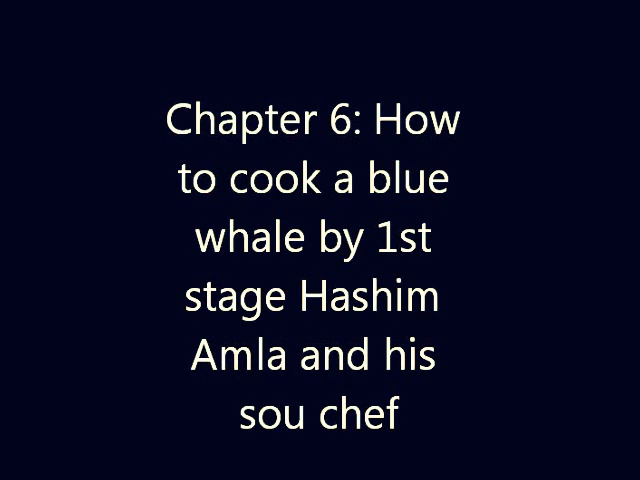 Chapter 6: How
to cook a blue
whale by 1st
stage Hashim
Amla and his
sou chef